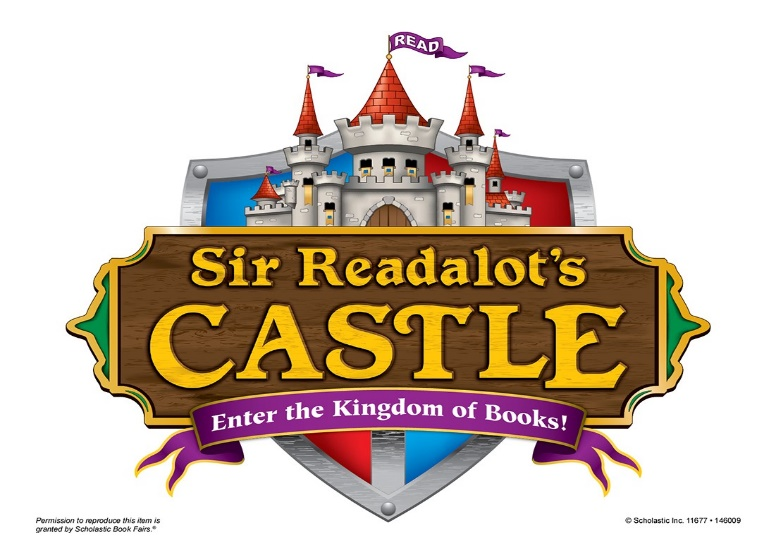 READ
Sir Readalot's
CASTLE
Enter the Kingdom of Books!
Permission to reproduce this item is
granted by Scholastic Book Fairs.®
© Scholastic Inc. 11677 • 146009